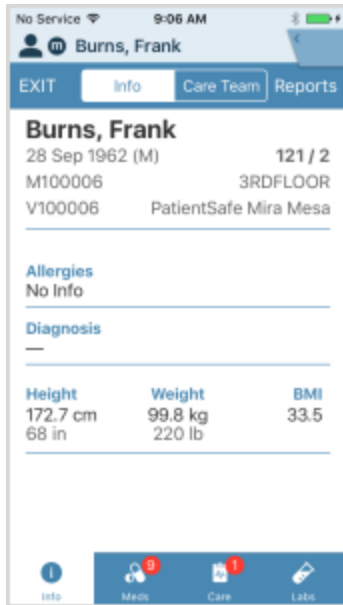 No Service 9:06 AM
m Burns, Frank
EXIT Info Care Team Reports
Burns, Frank
28 Sep 1962 (M) 121 / 2
M100006 3RDFLOOR
V100006 PatientSafe Mira Mesa
Allergies
No Info
Diagnosis
—
Height Weight BMI
172.7 cm 99.8 kg 33.5
68 in 220 lb
9 1
Info Meds Care Labs